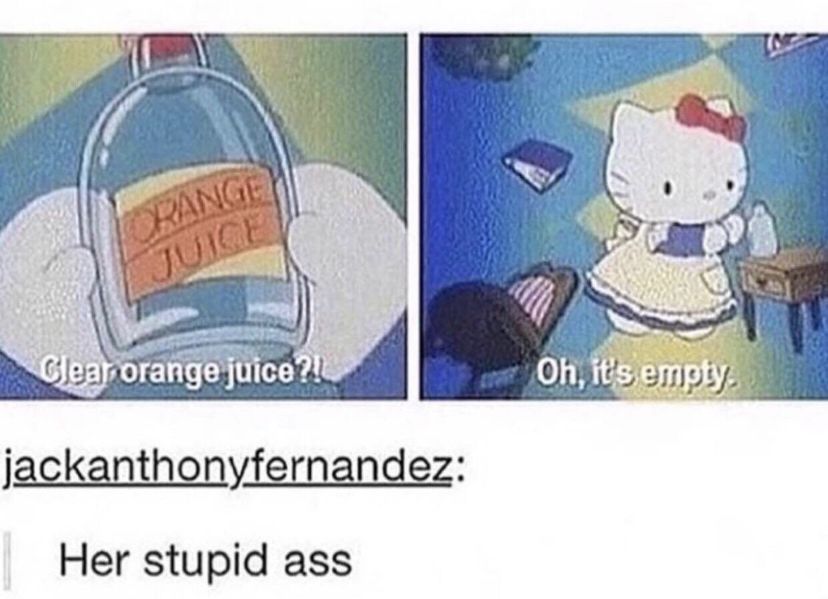 ORANGE
JUICE
Clear orange juice?!
Oh, it's empty.
jackanthonyfernandez:
Her stupid ass